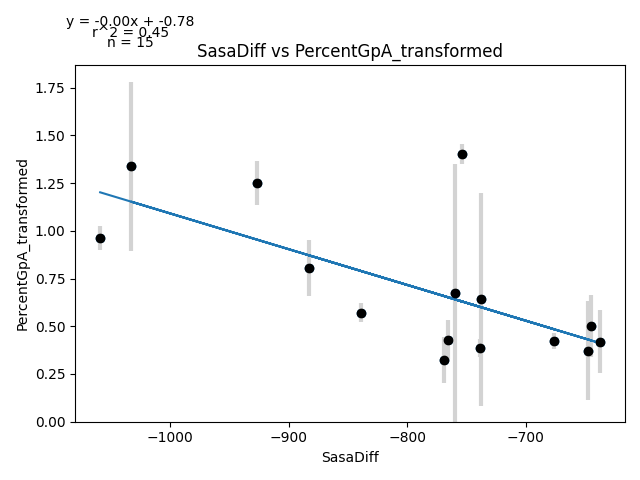 y = -0.00x + -0.78
r^2 = 0.45
n = 15
SasaDiff vs PercentGpA_transformed
PercentGpA_transformed
1.75
1.50
1.25
1.00
0.75
0.50
0.25
0.00
−1000
−900
−800
−700
SasaDiff